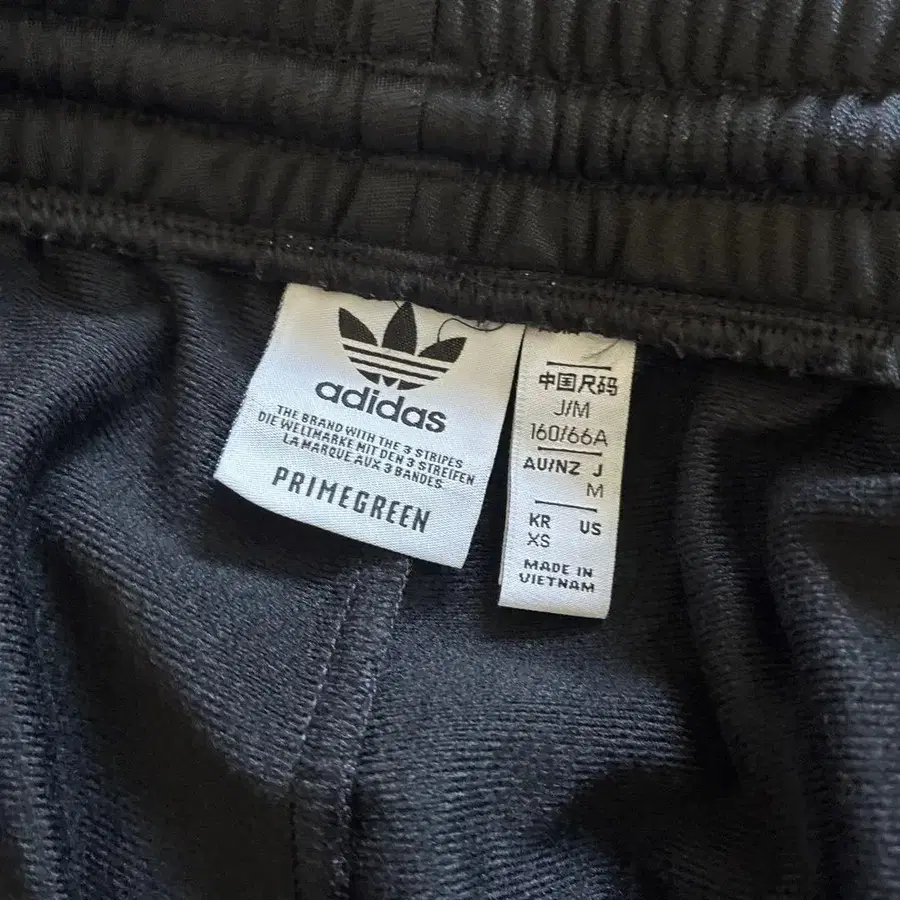 adidas
THE BRAND WITH THE 3 STRIPES
DIE WELTMARKE MIT DEN 3 STREIFEN
LA MARQUE AUX 3 BANDES
PRIMEGREEN
中国尺码
J/M
160/66A
AU/NZ J
M
KR US
XS
MADE IN
VIETNAM